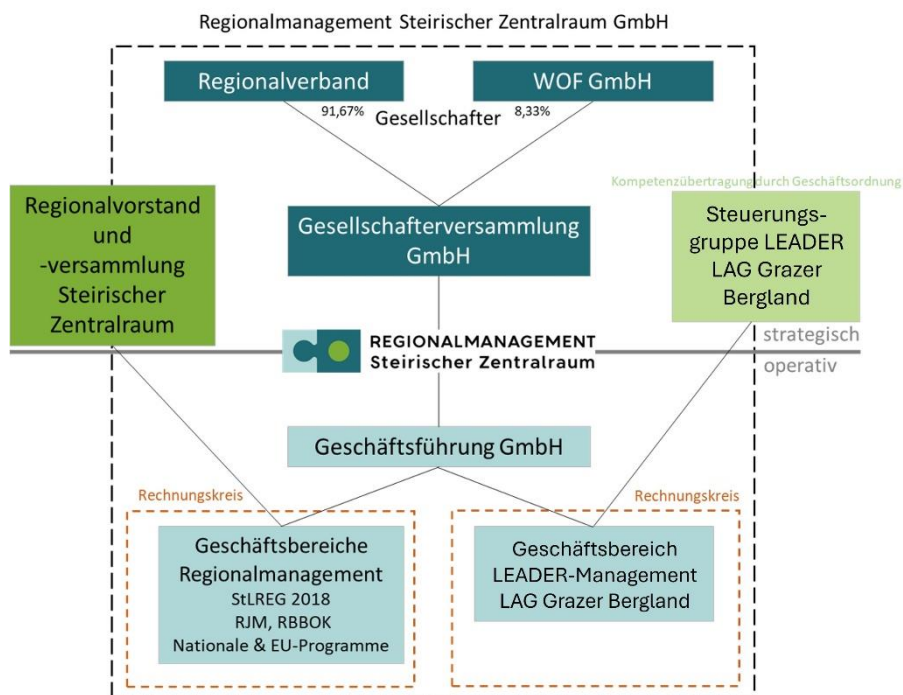 Regionalmanagement Steirischer Zentralraum GmbH
Regionalverband
WOF GmbH
91,67%
Gesellschafter
8,33%
Kompetenzübertragung durch Geschäftsordnung
Regionalvorstand
und
-versammlung
Steirischer
Zentralraum
Gesellschafterversammlung
GmbH
Steuerungs-
gruppe LEADER
LAG Grazer
Bergland
strategisch
REGIONALMANAGEMENT
Steirischer Zentralraum
operativ
Geschäftsführung GmbH
Rechnungskreis
Rechnungskreis
Geschäftsbereiche
Regionalmanagement
StLREG 2018
RJM, RBBOK
Nationale & EU-Programme
Geschäftsbereich
LEADER-Management
LAG Grazer Bergland